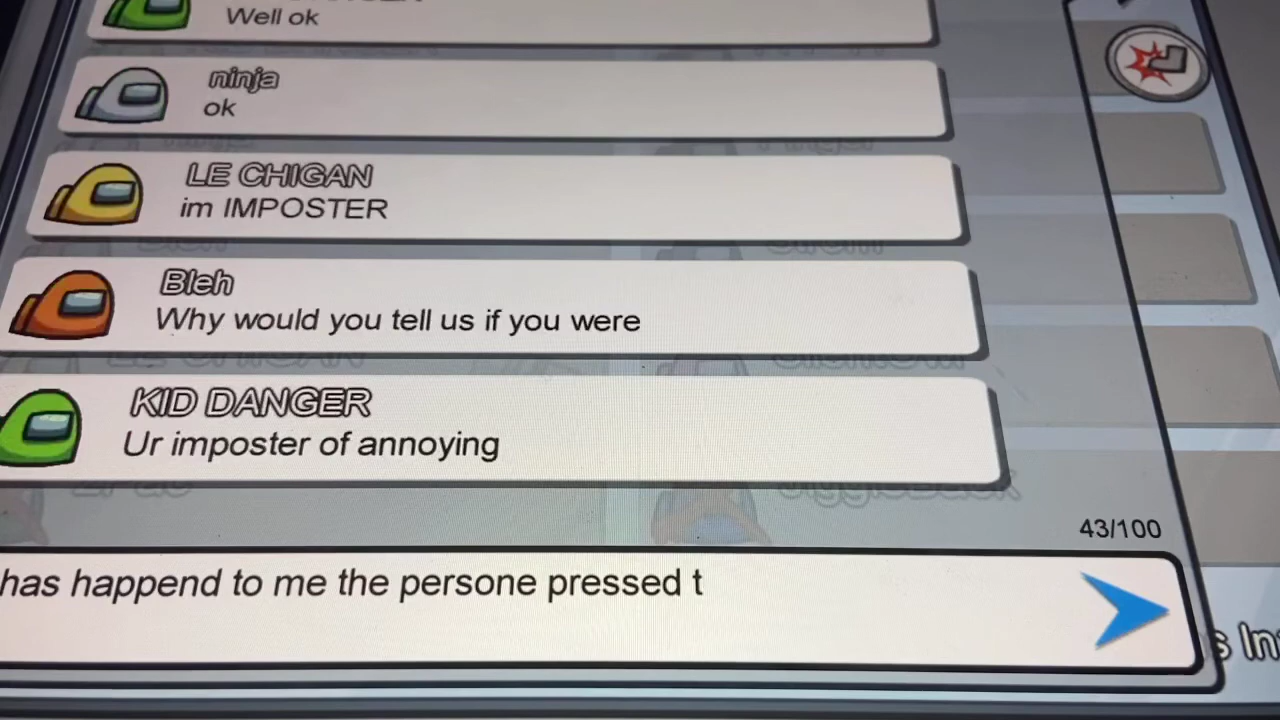 Well ok
ninja
ok
LE CHIGAN
im IMPOSTER
Bleh
Why would you tell us if you were
KID DANGER
Ur imposter of annoying
43/100
has happend to me the persone pressed t